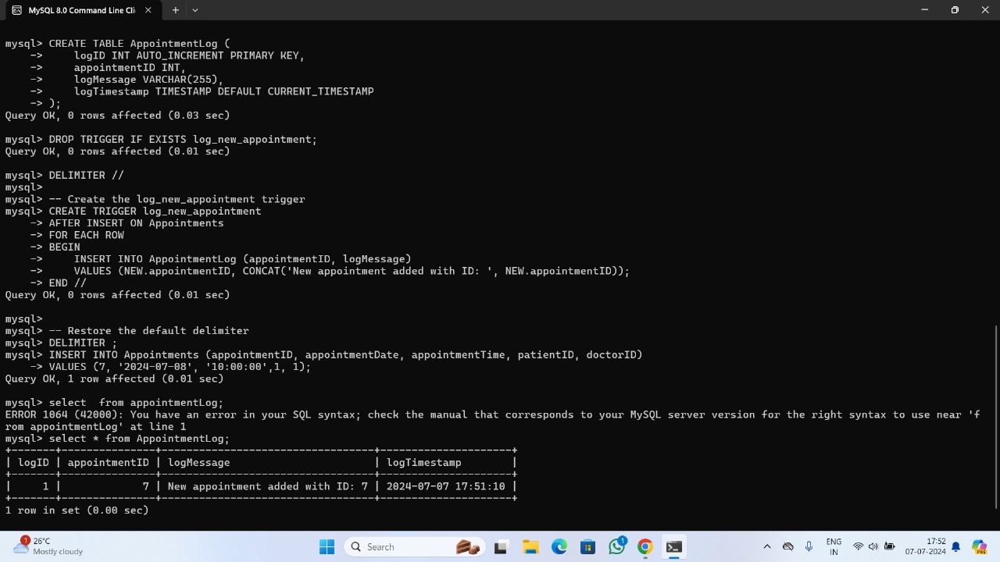 MySQL 8.0 Command Line Cli
mysql> CREATE TABLE AppointmentLog (
    ->     logID INT AUTO_INCREMENT PRIMARY KEY,
    ->     appointmentID INT,
    ->     logMessage VARCHAR(255),
    ->     logTimestamp TIMESTAMP DEFAULT CURRENT_TIMESTAMP
    -> );
Query OK, 0 rows affected (0.03 sec)
mysql> DROP TRIGGER IF EXISTS log_new_appointment;
Query OK, 0 rows affected (0.01 sec)
mysql> DELIMITER //
mysql>
mysql> -- Create the log_new_appointment trigger
mysql> CREATE TRIGGER log_new_appointment
    -> AFTER INSERT ON Appointments
    -> FOR EACH ROW
    -> BEGIN
    ->     INSERT INTO AppointmentLog (appointmentID, logMessage)
    ->     VALUES (NEW.appointmentID, CONCAT('New appointment added with ID: ', NEW.appointmentID));
    -> END //
Query OK, 0 rows affected (0.01 sec)
mysql>
mysql> -- Restore the default delimiter
mysql> DELIMITER ;
mysql> INSERT INTO Appointments (appointmentID, appointmentDate, appointmentTime, patientID, doctorID)
    -> VALUES (7, '2024-07-08', '10:00:00',1, 1);
Query OK, 1 row affected (0.01 sec)
mysql> select  from appointmentLog;
ERROR 1064 (42000): You have an error in your SQL syntax; check the manual that corresponds to your MySQL server version for the right syntax to use near 'f
rom appointmentLog' at line 1
mysql> select * from AppointmentLog;
+-------+---------------+----------------------------------+---------------------+
| logID | appointmentID | logMessage                       | logTimestamp        |
+-------+---------------+----------------------------------+---------------------+
|     1 |             7 | New appointment added with ID: 7 | 2024-07-07 17:51:10 |
+-------+---------------+----------------------------------+---------------------+
1 row in set (0.00 sec)
1
26°C
Mostly cloudy
Search
1
ENG
IN
17:52
07-07-2024
PRE